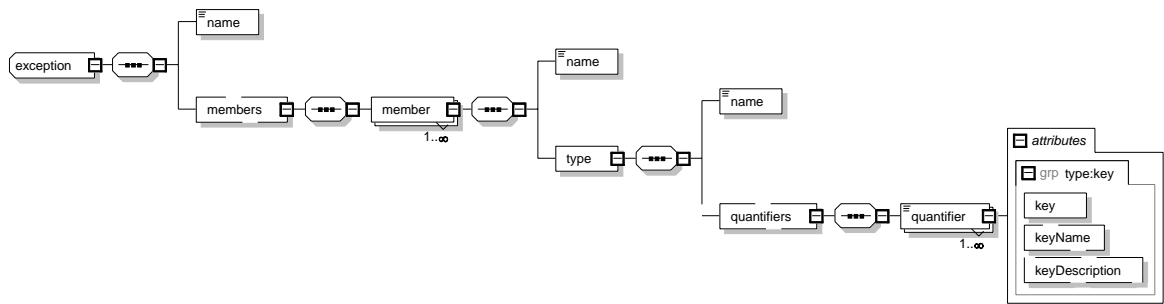 name
exception
members
member
1..∞
name
type
name
quantifiers
quantifier
1..∞
attributes
grp type:key
key
keyName
keyDescription